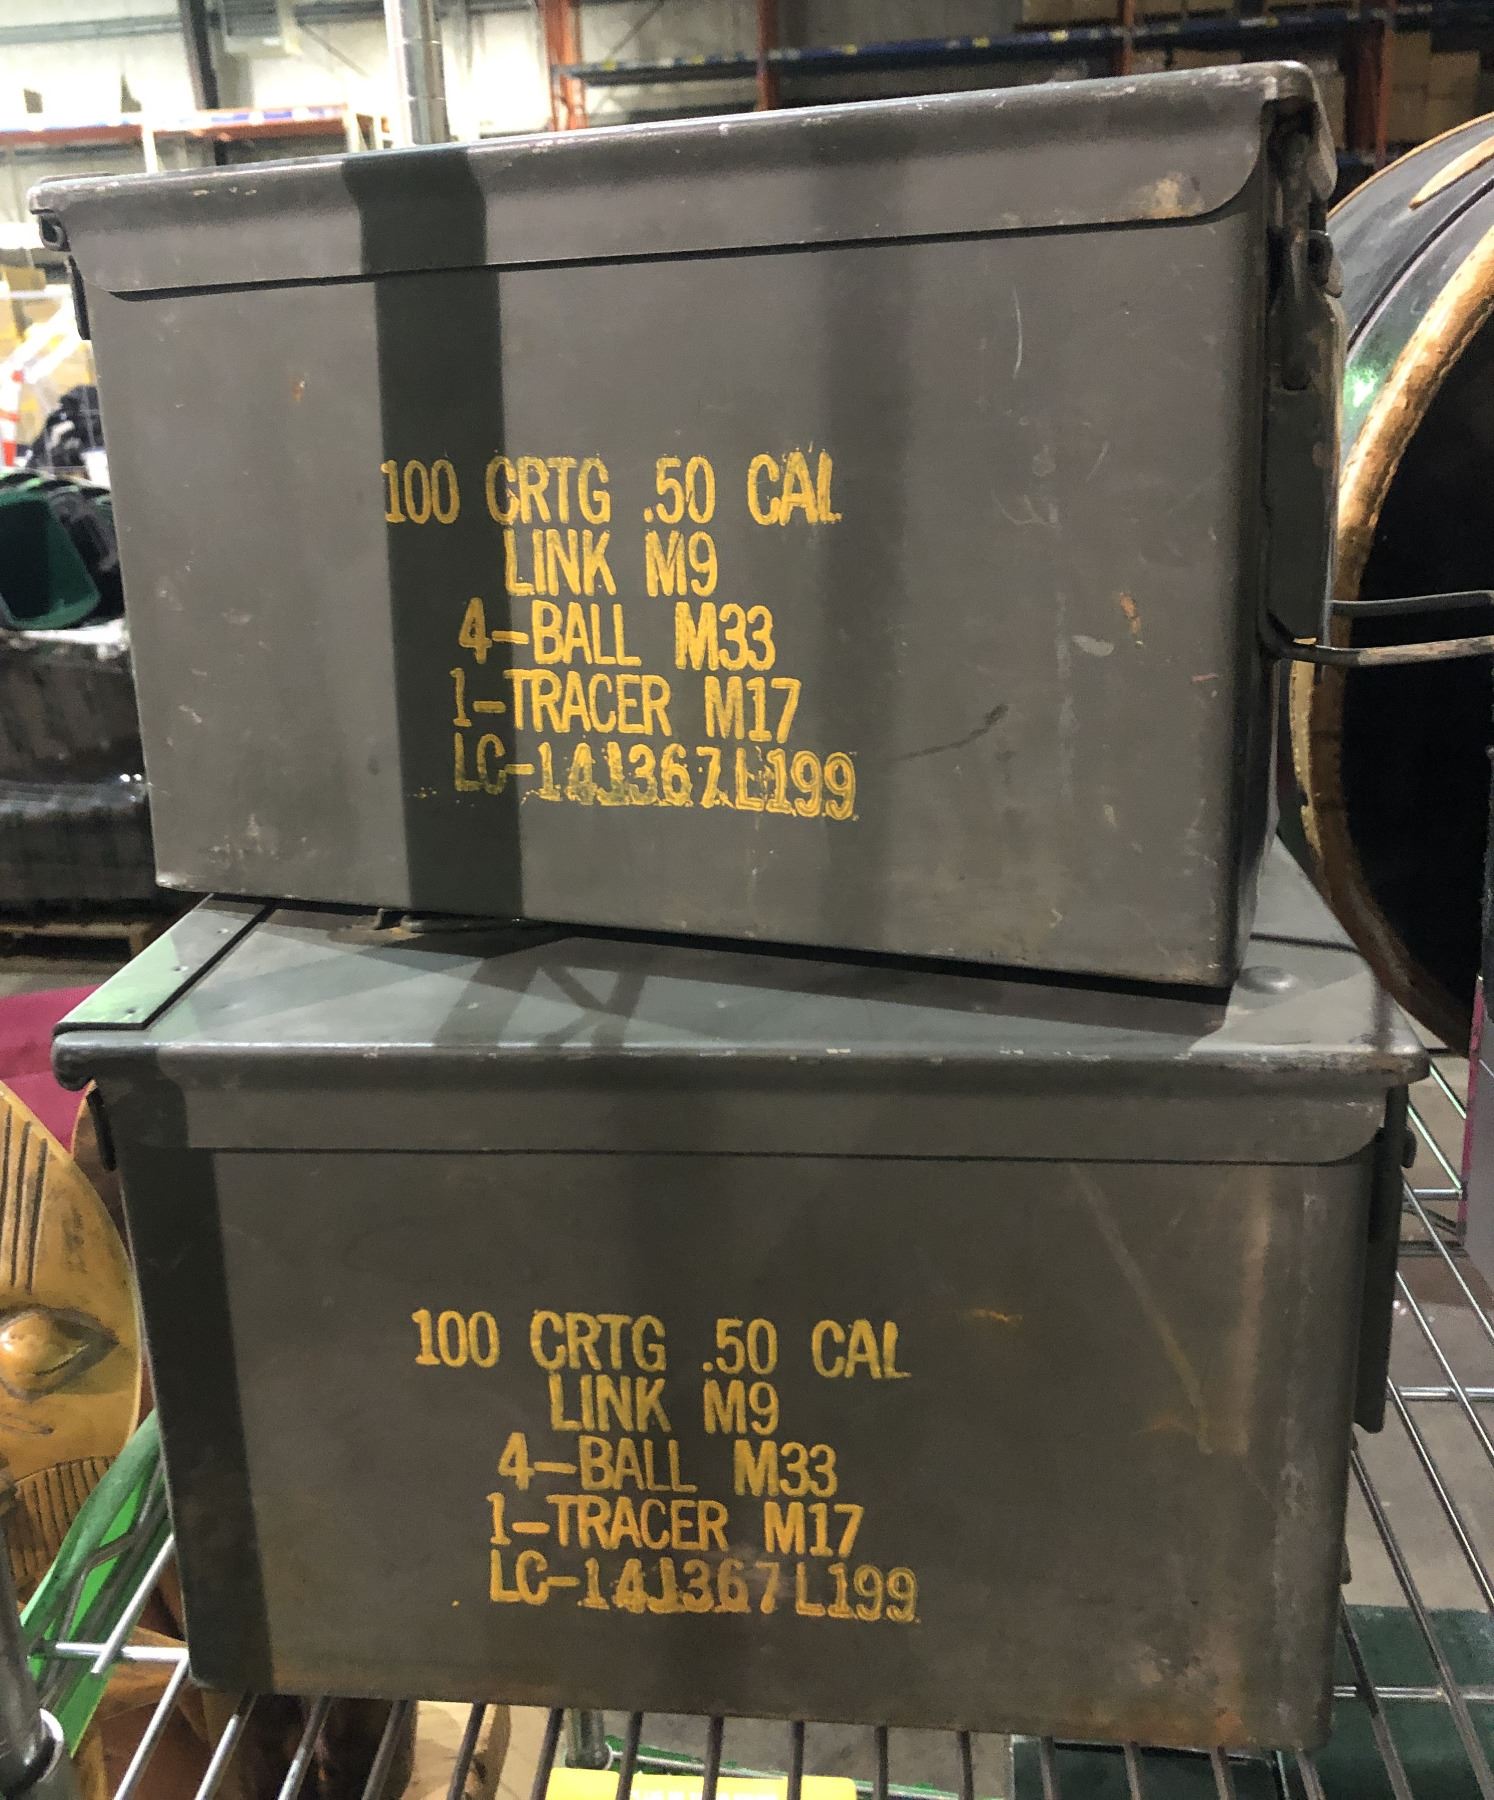 100 CRTG .50 CAL
LINK M9
4-BALL M33
1-TRACER M17
LC-14J367L199
100 CRTG .50 CAL
LINK M9
4-BALL M33
1-TRACER M17
LC-14J367L199